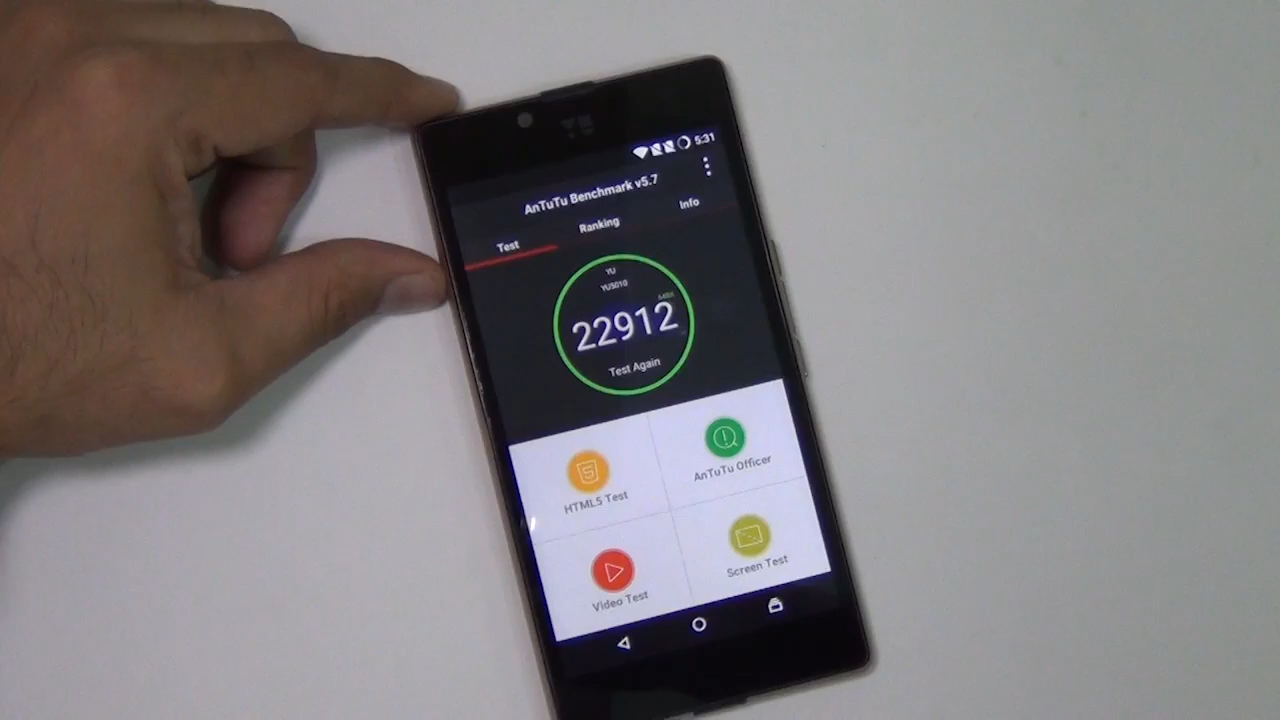 5:31
AnTuTu Benchmark v5.7
Test Ranking Info
YU
YU5010
64Bit
22912
Test Again
HTML5 Test
AnTuTu Officer
Video Test
Screen Test